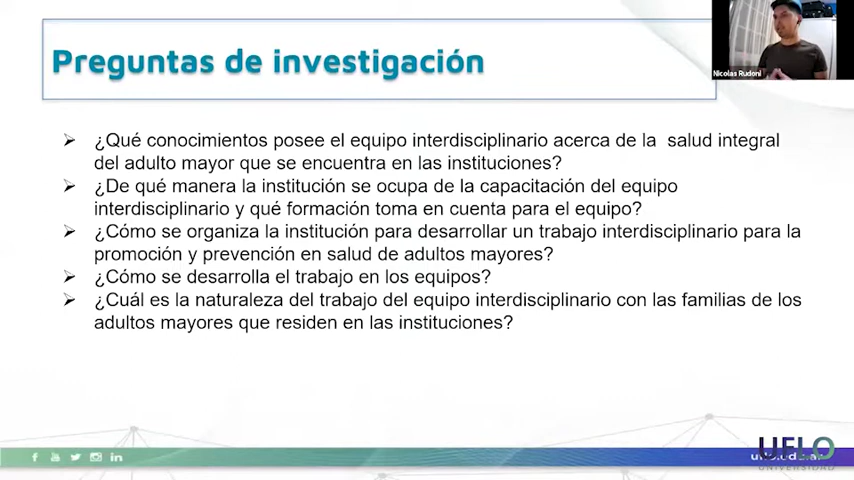 Preguntas de investigación
Nicolas Rudoni
➢ ¿Qué conocimientos posee el equipo interdisciplinario acerca de la salud integral
del adulto mayor que se encuentra en las instituciones?
➢ ¿De qué manera la institución se ocupa de la capacitación del equipo
interdisciplinario y qué formación toma en cuenta para el equipo?
➢ ¿Cómo se organiza la institución para desarrollar un trabajo interdisciplinario para la
promoción y prevención en salud de adultos mayores?
➢ ¿Cómo se desarrolla el trabajo en los equipos?
➢ ¿Cuál es la naturaleza del trabajo del equipo interdisciplinario con las familias de los
adultos mayores que residen en las instituciones?
UFLO
UNIVERSIDAD